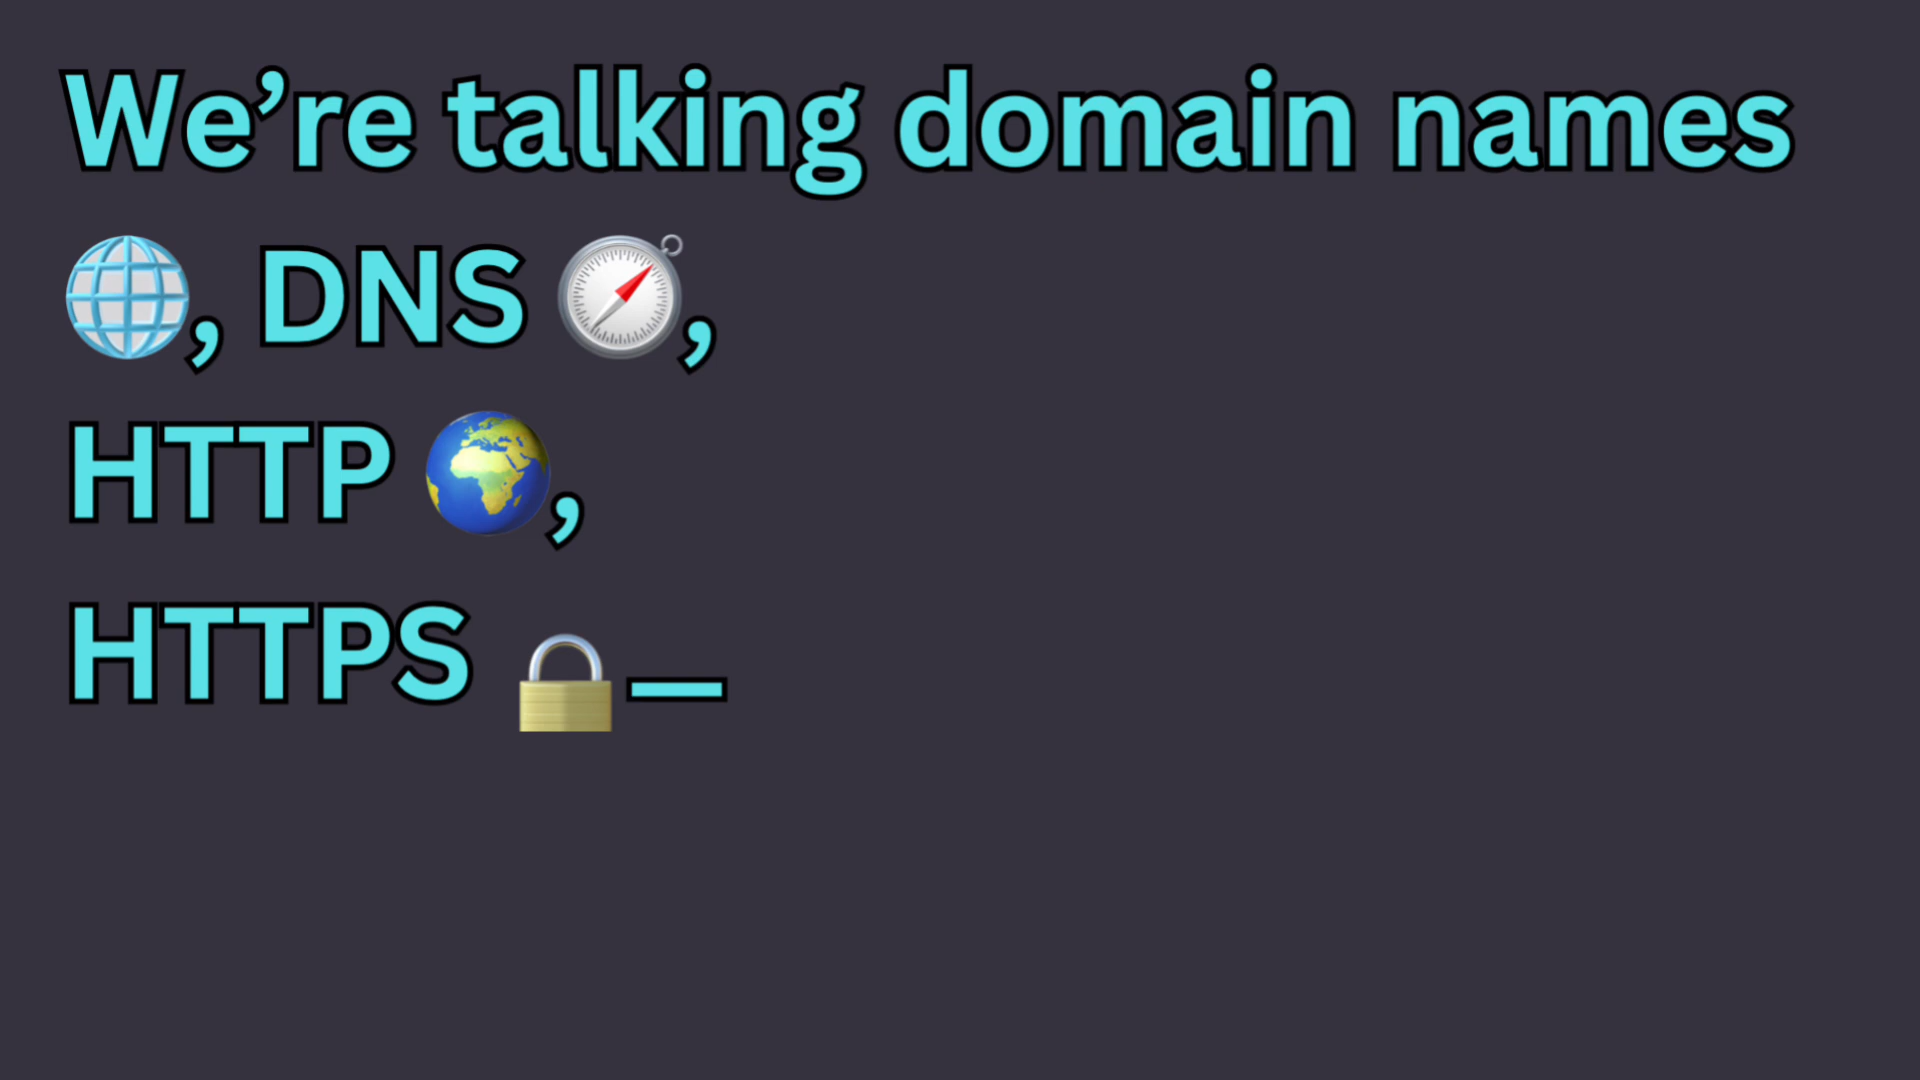 We’re talking domain names
🌐, DNS 🧭,
HTTP 🌍,
HTTPS 🔒_